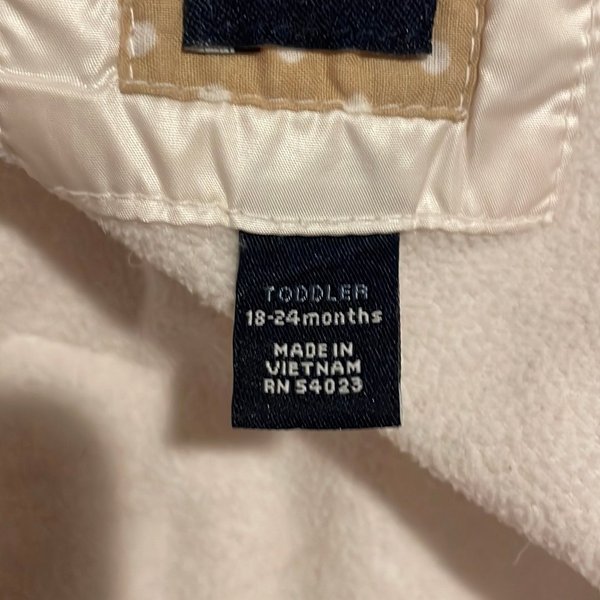 TODDLER
18-24months
MADE IN
VIETNAM
RN 54023